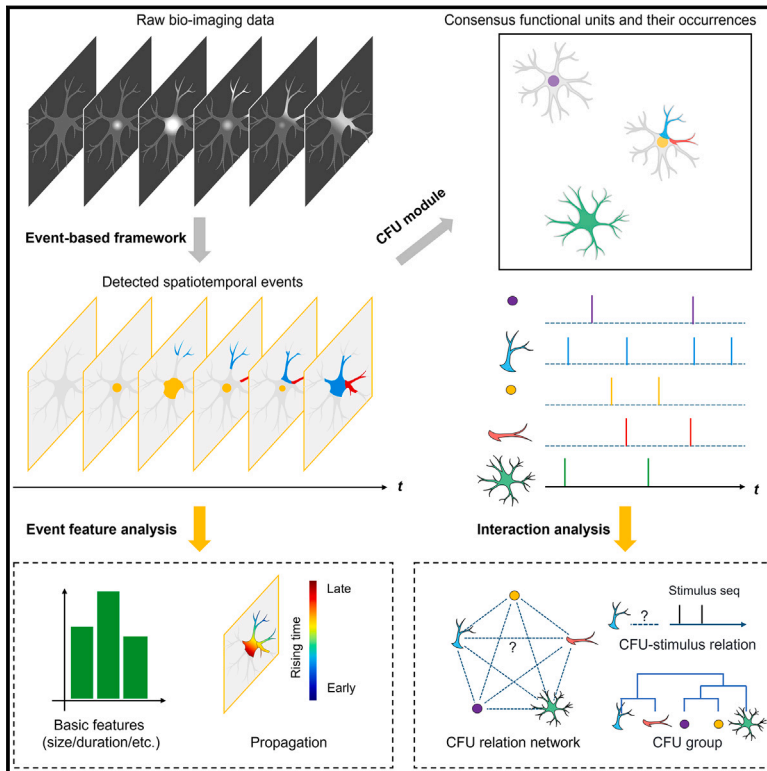 Raw bio-imaging data
Event-based framework
Detected spatiotemporal events
t
Event feature analysis
Basic features
(size/duration/etc.)
Rising time
Late
Early
Propagation
CFU module
Consensus functional units and their occurrences
t
Interaction analysis
?
CFU relation network
?
Stimulus seq
CFU-stimulus relation
CFU group